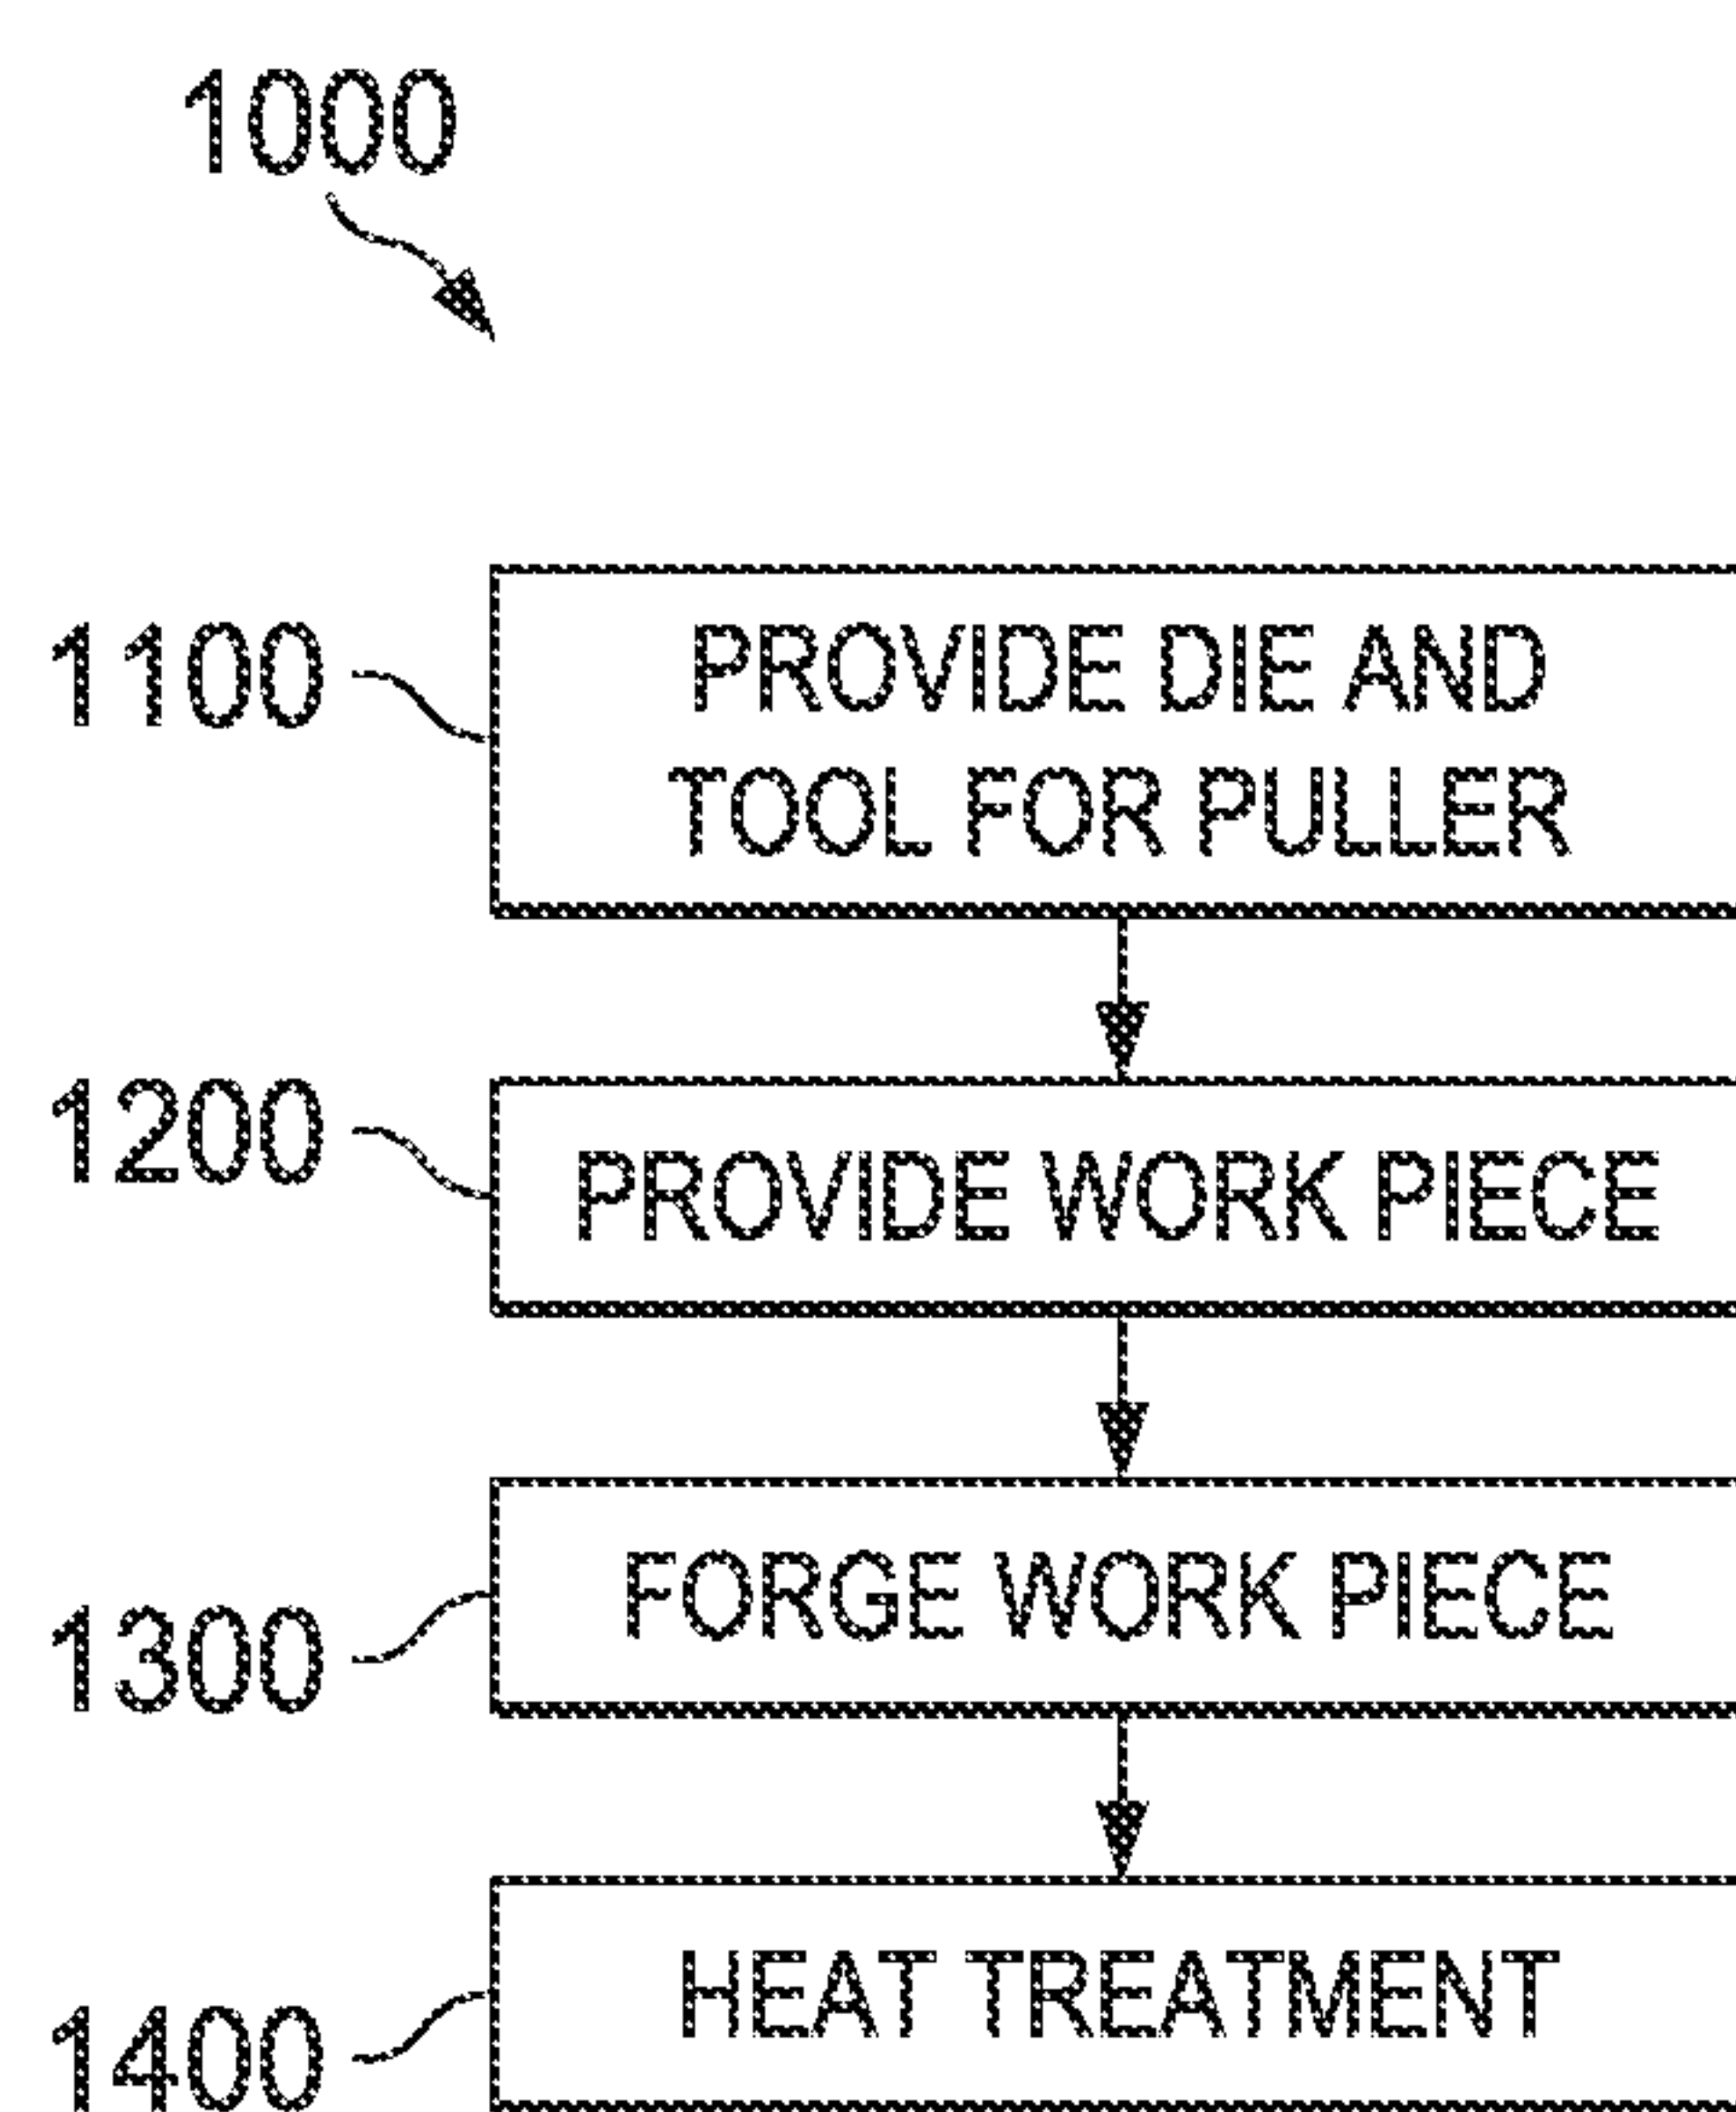 1000
1100
PROVIDE DIE AND
TOOL FOR PULLER
1200
PROVIDE WORK PIECE
1300
FORGE WORK PIECE
1400
HEAT TREATMENT